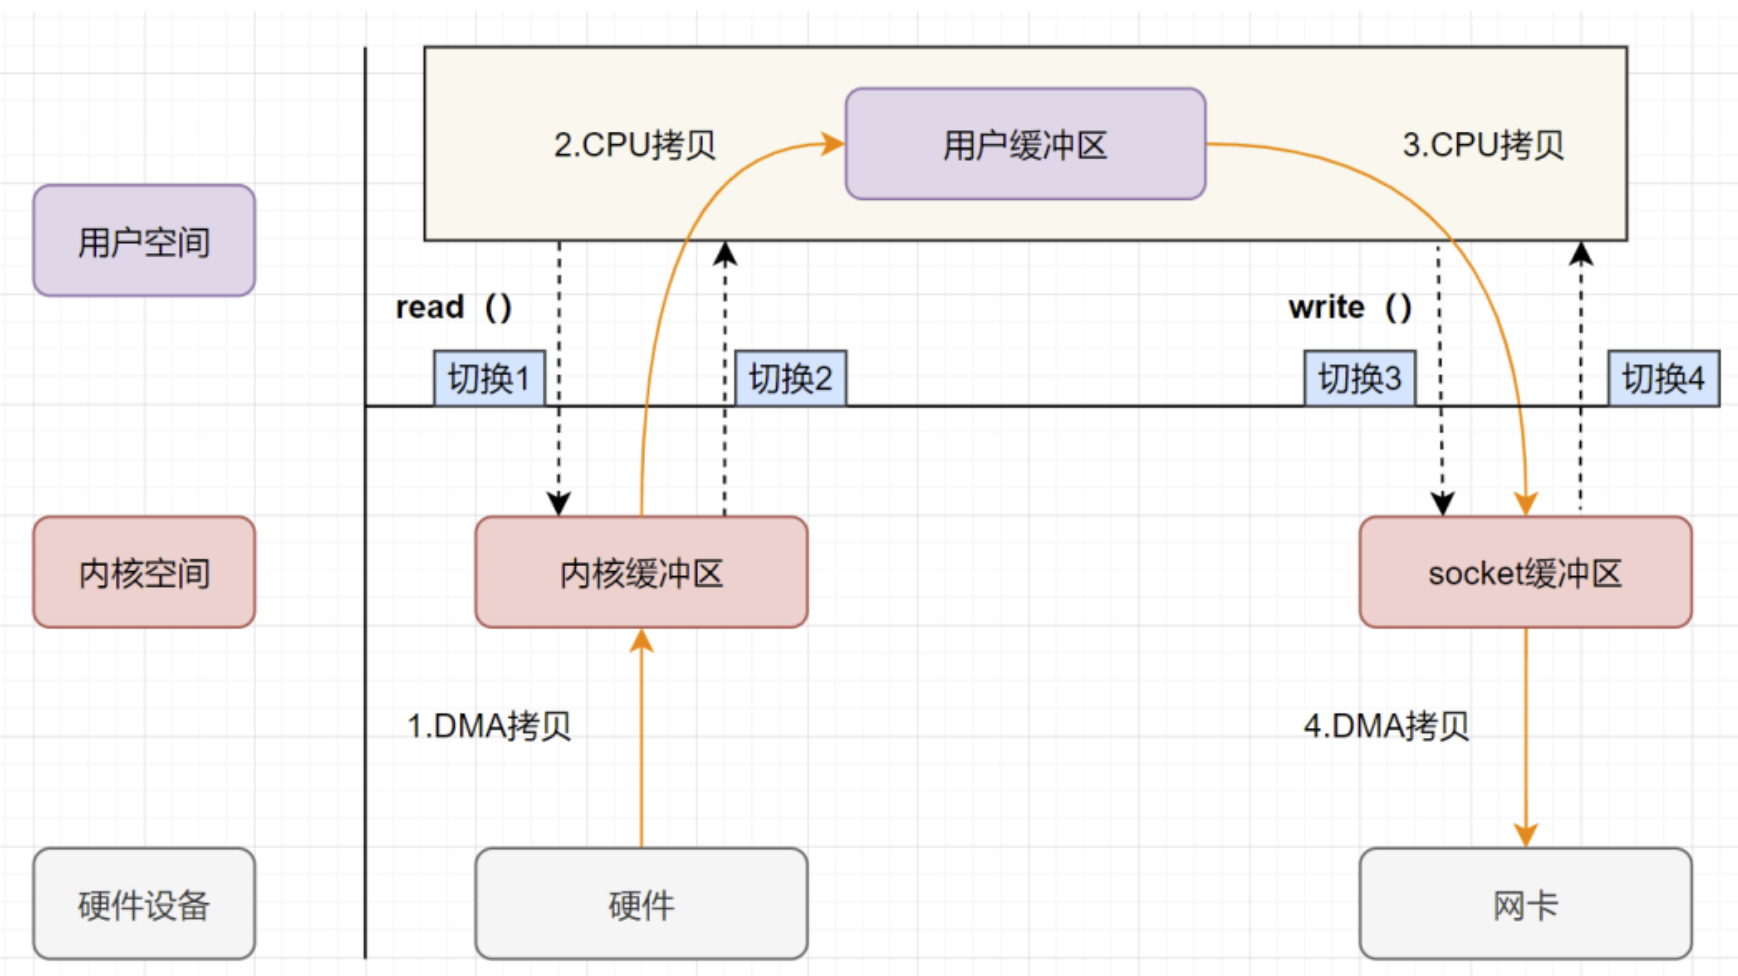 2.CPU拷贝
用户缓冲区
3.CPU拷贝
用户空间
read（）
write（）
切换1
切换2
切换3
切换4
内核空间
内核缓冲区
socket缓冲区
1.DMA拷贝
4.DMA拷贝
硬件设备
硬件
网卡